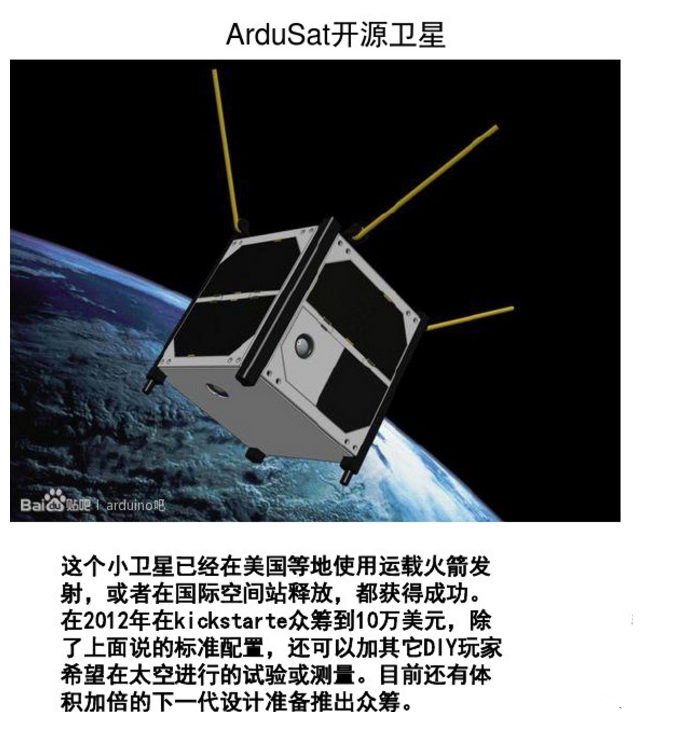 ArduSat开源卫星
Bai贴吧 | arduino吧
这个小卫星已经在美国等地使用运载火箭发
射，或者在国际空间站释放，都获得成功。
在2012年在kickstarte众筹到10万美元，除
了上面说的标准配置，还可以加其它DIY玩家
希望在太空进行的试验或测量。目前还有体
积加倍的下一代设计准备推出众筹。